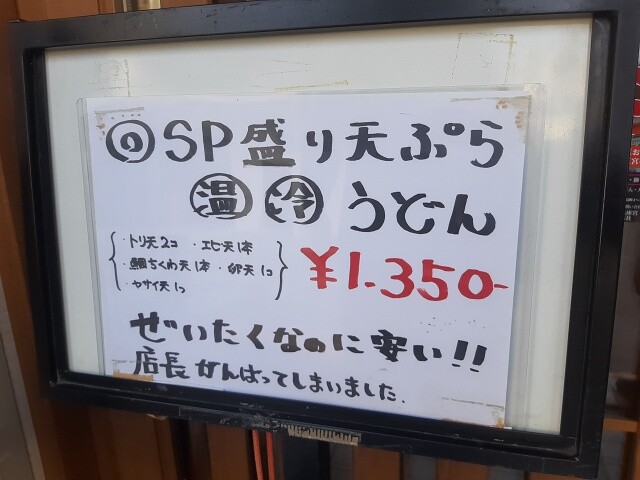 の SP盛り天ぷら
温 冷 うどん
・トリ天2コ ・エビ天1本
・鯛ちくわ天1本・卵天1コ
・ヤサイ天1つ
¥1.350-
ぜいたくなのに安い!!
店長がんばってしまいました.